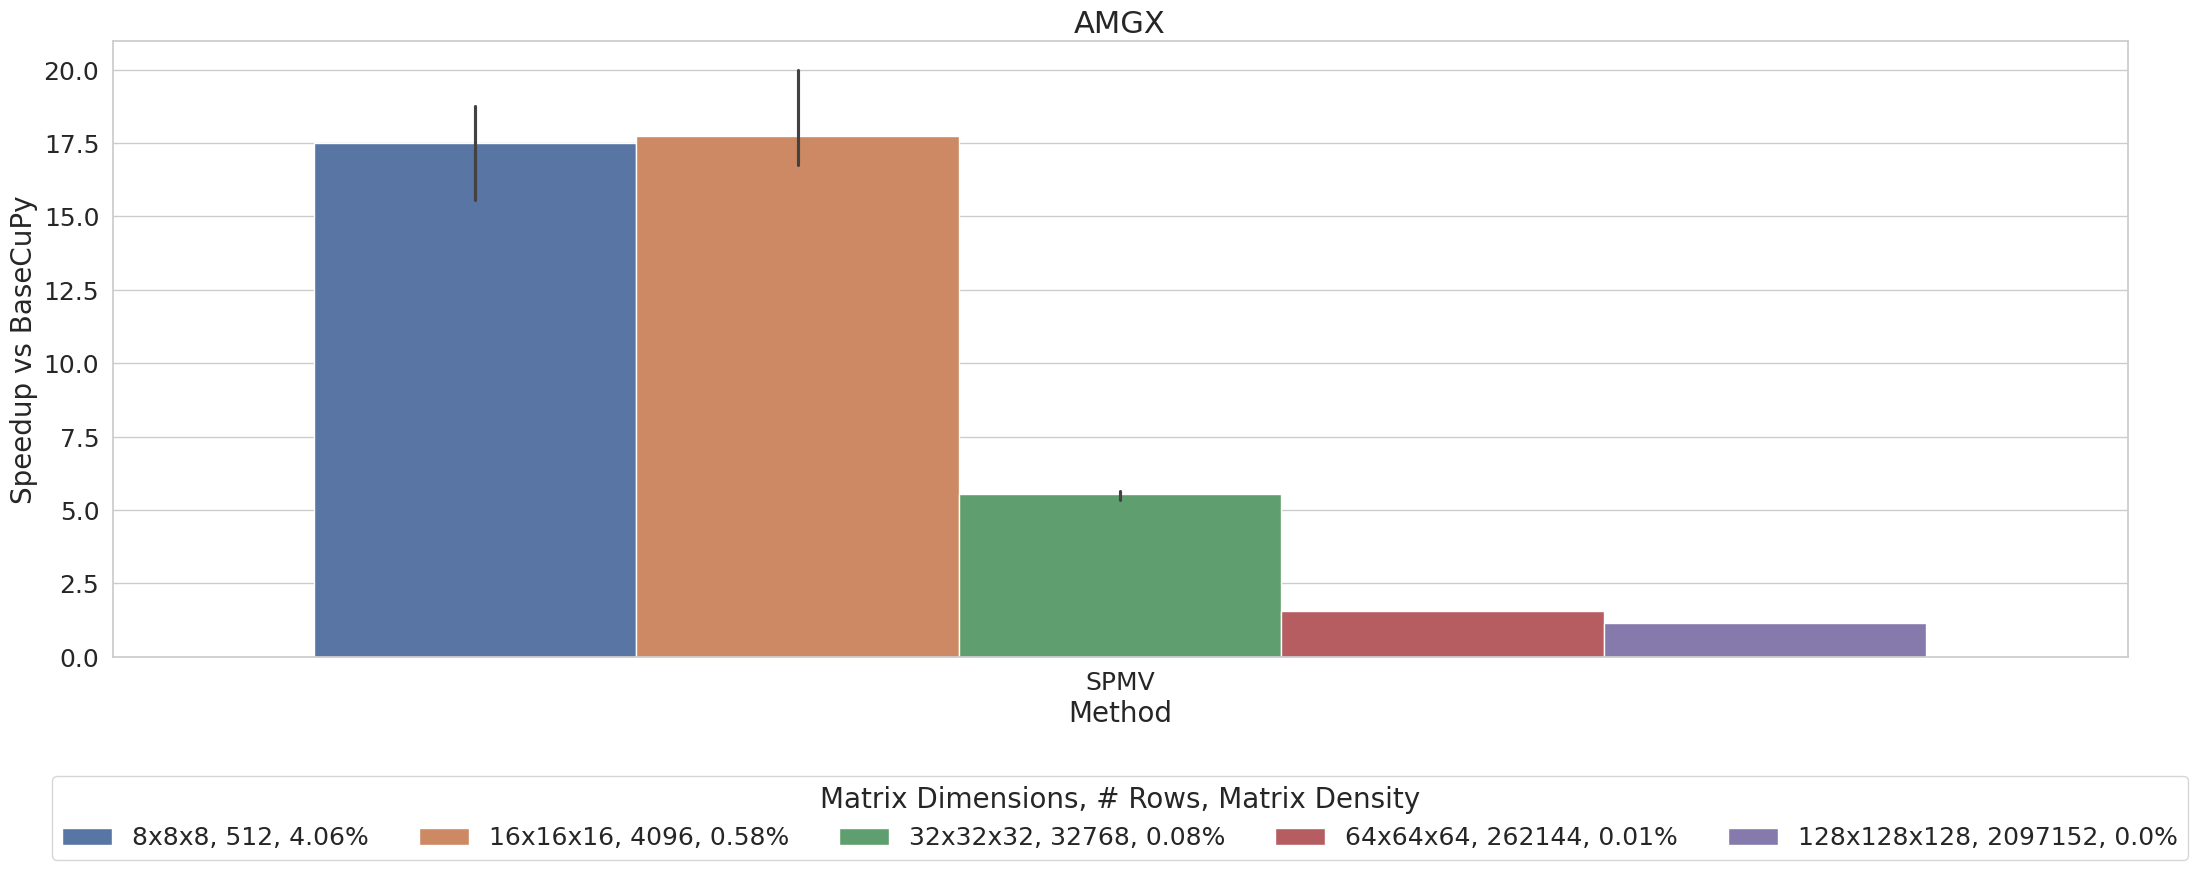 AMGX
20.0
17.5
15.0
12.5
10.0
7.5
5.0
2.5
0.0
Speedup vs BaseCuPy
SPMV
Method
Matrix Dimensions, # Rows, Matrix Density
8x8x8, 512, 4.06% 16x16x16, 4096, 0.58% 32x32x32, 32768, 0.08% 64x64x64, 262144, 0.01% 128x128x128, 2097152, 0.0%